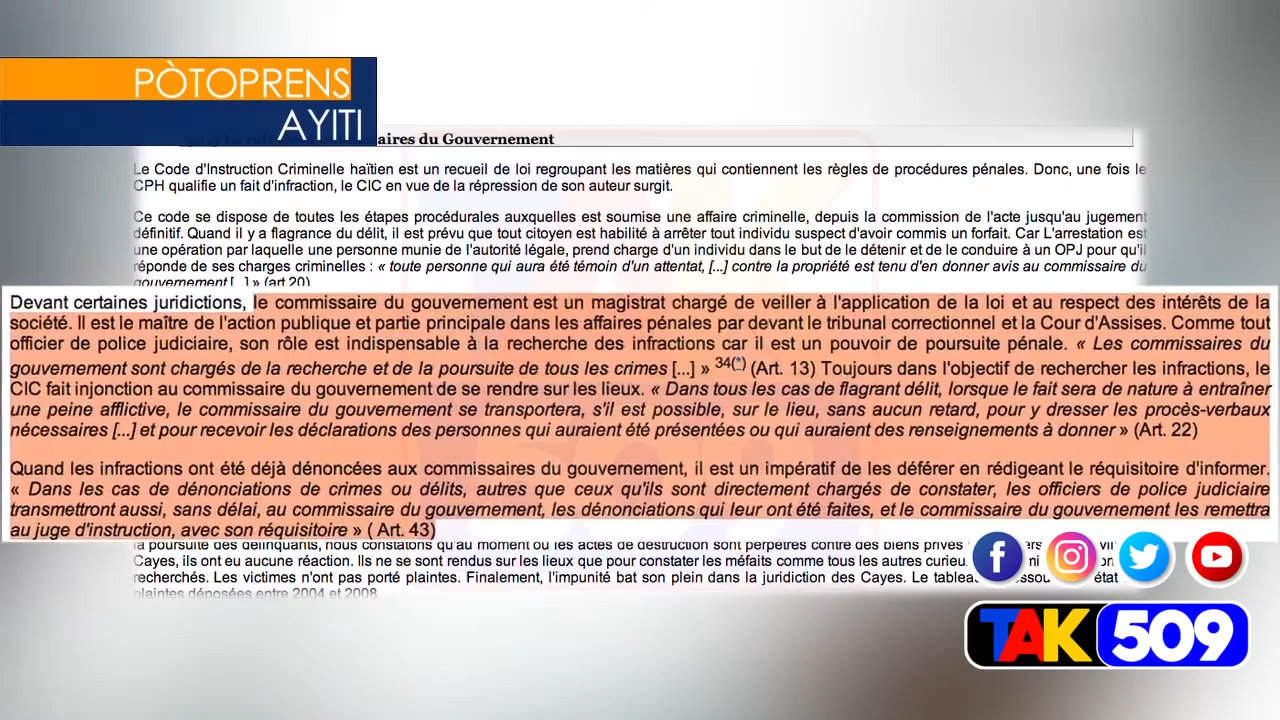 PÒTOPRENS
AYITI
aires du Gouvernement
Le Code d'Instruction Criminelle haïtien est un recueil de loi regroupant les matières qui contiennent les règles de procédures pénales. Donc, une fois le
CPH qualifie un fait d'infraction, le CIC en vue de la répression de son auteur surgit.
Ce code se dispose de toutes les étapes procédurales auxquelles est soumise une affaire criminelle, depuis la commission de l'acte jusqu'au jugement
définitif. Quand il y a flagrance du délit, il est prévu que tout citoyen est habilité à arrêter tout individu suspect d'avoir commis un forfait. Car L'arrestation est
une opération par laquelle une personne munie de l'autorité légale, prend charge d'un individu dans le but de le détenir et de le conduire à un OPJ pour qu'il
réponde de ses charges criminelles : « toute personne qui aura été témoin d'un attentat, [...] contre la propriété est tenu d'en donner avis au commissaire du
gouvernement [...] » (art 20)
Devant certaines juridictions, le commissaire du gouvernement est un magistrat chargé de veiller à l'application de la loi et au respect des intérêts de la
société. Il est le maître de l'action publique et partie principale dans les affaires pénales par devant le tribunal correctionnel et la Cour d'Assises. Comme tout
officier de police judiciaire, son rôle est indispensable à la recherche des infractions car il est un pouvoir de poursuite pénale. « Les commissaires du
gouvernement sont chargés de la recherche et de la poursuite de tous les crimes [...] » 34(*) (Art. 13) Toujours dans l'objectif de rechercher les infractions, le
CIC fait injonction au commissaire du gouvernement de se rendre sur les lieux. « Dans tous les cas de flagrant délit, lorsque le fait sera de nature à entraîner
une peine afflictive, le commissaire du gouvernement se transportera, s'il est possible, sur le lieu, sans aucun retard, pour y dresser les procès-verbaux
nécessaires [...] et pour recevoir les déclarations des personnes qui auraient été présentées ou qui auraient des renseignements à donner » (Art. 22)
Quand les infractions ont été déjà dénoncées aux commissaires du gouvernement, il est un impératif de les déférer en rédigeant le réquisitoire d'informer.
« Dans les cas de dénonciations de crimes ou délits, autres que ceux qu'ils sont directement chargés de constater, les officiers de police judiciaire
transmettront aussi, sans délai, au commissaire du gouvernement, les dénonciations qui leur ont été faites, et le commissaire du gouvernement les remettra
au juge d'instruction, avec son réquisitoire » ( Art. 43)
la poursuite des délinquants, nous constatons qu'au moment où les actes de destruction sont perpétrés contre des biens privés
Cayes, ils ont eu aucune réaction. Ils ne se sont rendus sur les lieux que pour constater les méfaits comme tous les autres curieu
recherchés. Les victimes n'ont pas porté plaintes. Finalement, l'impunité bat son plein dans la juridiction des Cayes. Le tableau
plaintes déposées entre 2004 et 2008.
TAK 509